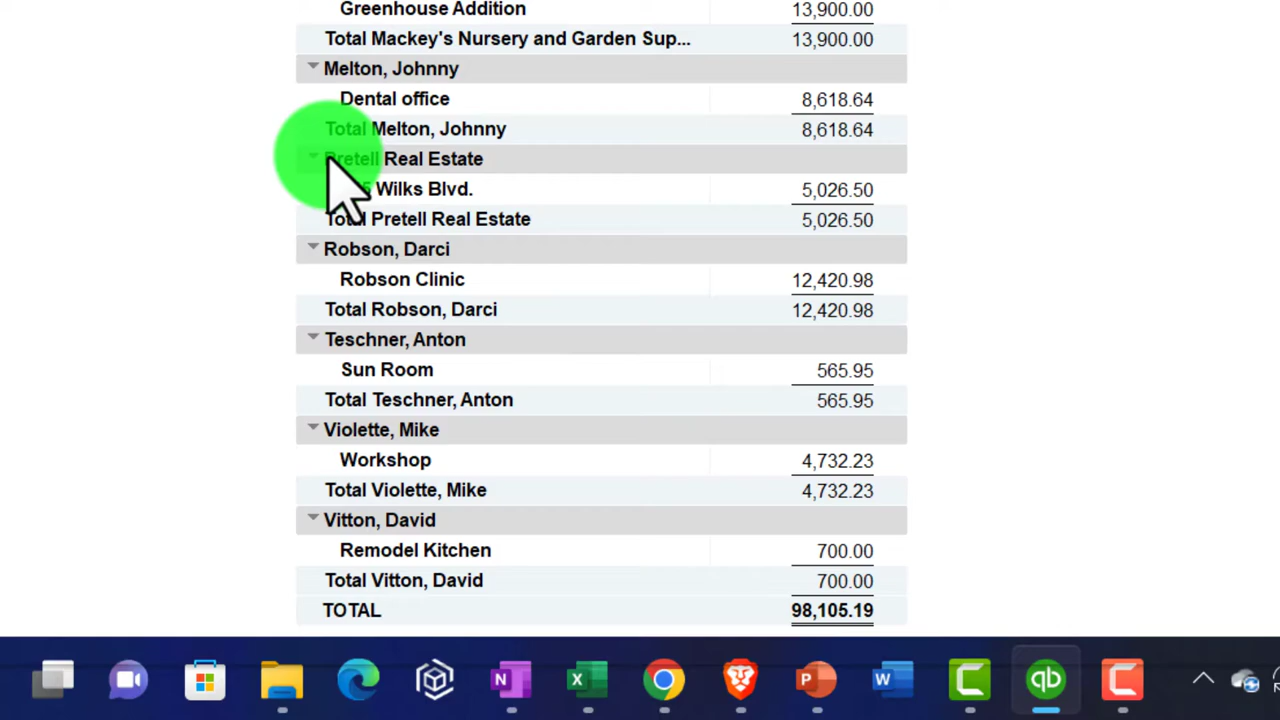 Greenhouse Addition 13,900.00
Total Mackey's Nursery and Garden Sup... 13,900.00
Melton, Johnny
Dental office 8,618.64
Total Melton, Johnny 8,618.64
Pretell Real Estate
Wilks Blvd. 5,026.50
Total Pretell Real Estate 5,026.50
Robson, Darci
Robson Clinic 12,420.98
Total Robson, Darci 12,420.98
Teschner, Anton
Sun Room 565.95
Total Teschner, Anton 565.95
Violette, Mike
Workshop 4,732.23
Total Violette, Mike 4,732.23
Vitton, David
Remodel Kitchen 700.00
Total Vitton, David 700.00
TOTAL 98,105.19
N X P W C qb C